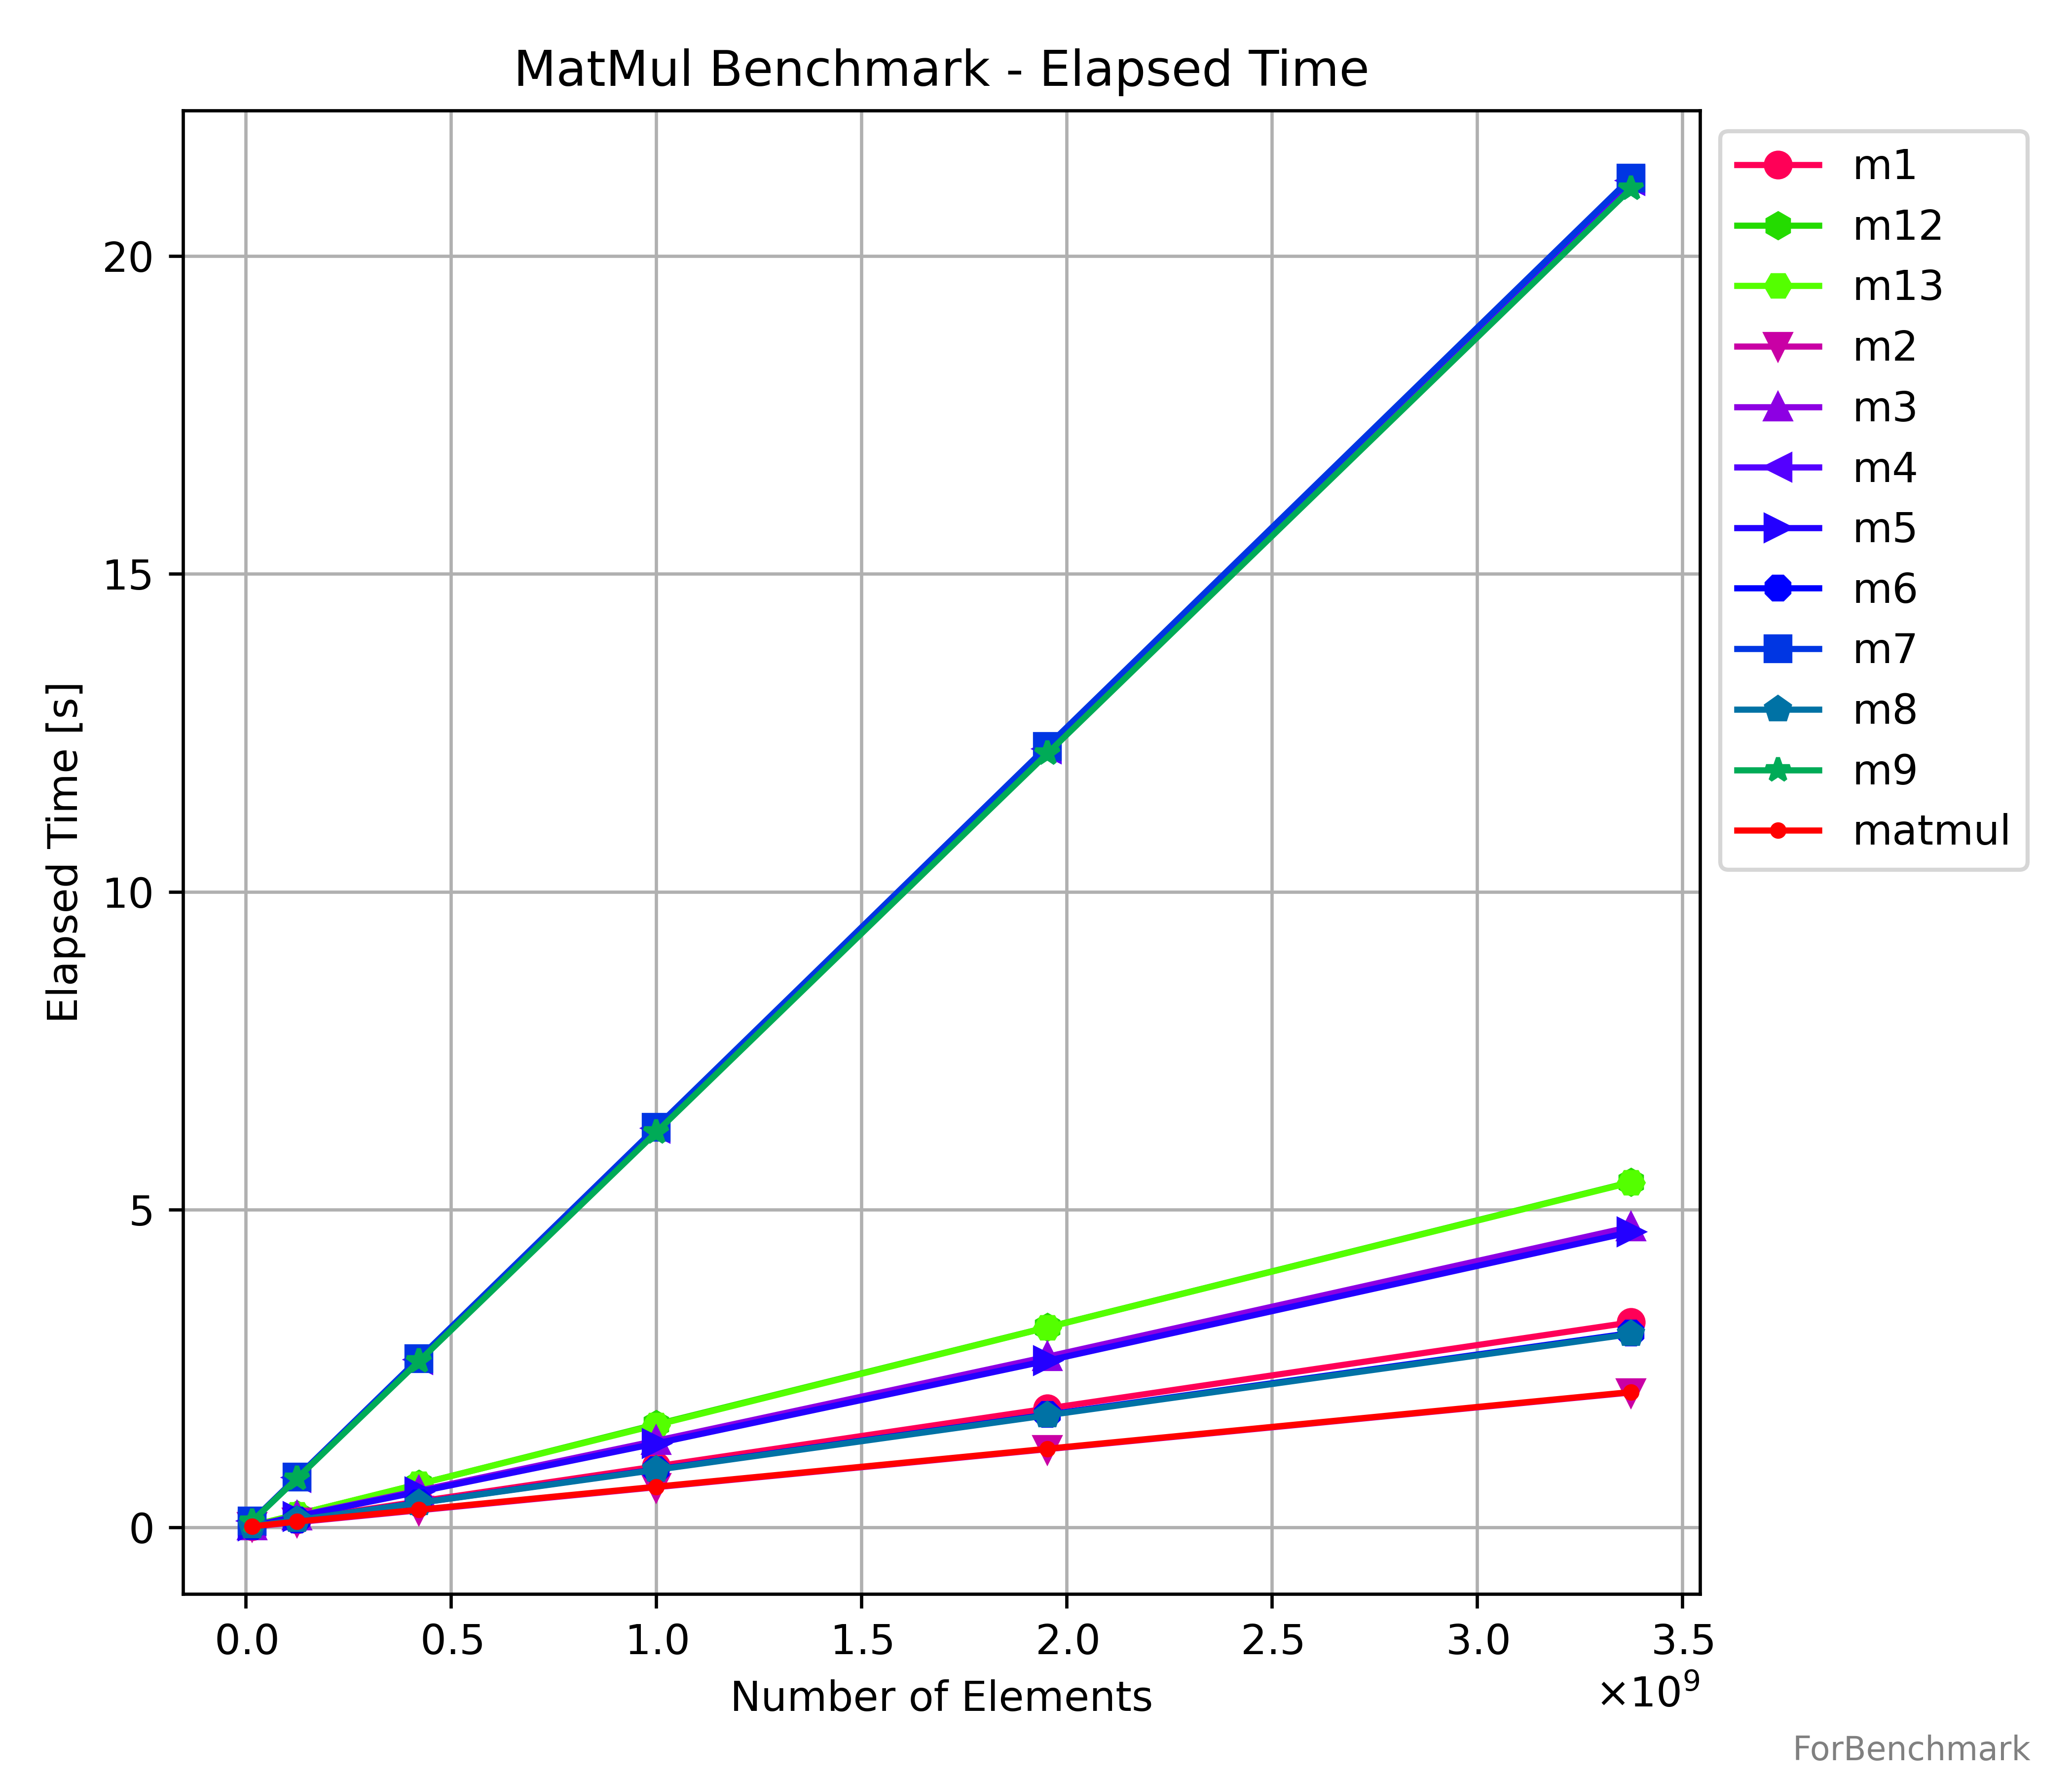 MatMul Benchmark - Elapsed Time
Elapsed Time [s]
20
15
10
5
0
0.0 0.5 1.0 1.5 2.0 2.5 3.0 3.5
×10⁹
Number of Elements
m1
m12
m13
m2
m3
m4
m5
m6
m7
m8
m9
matmul
ForBenchmark